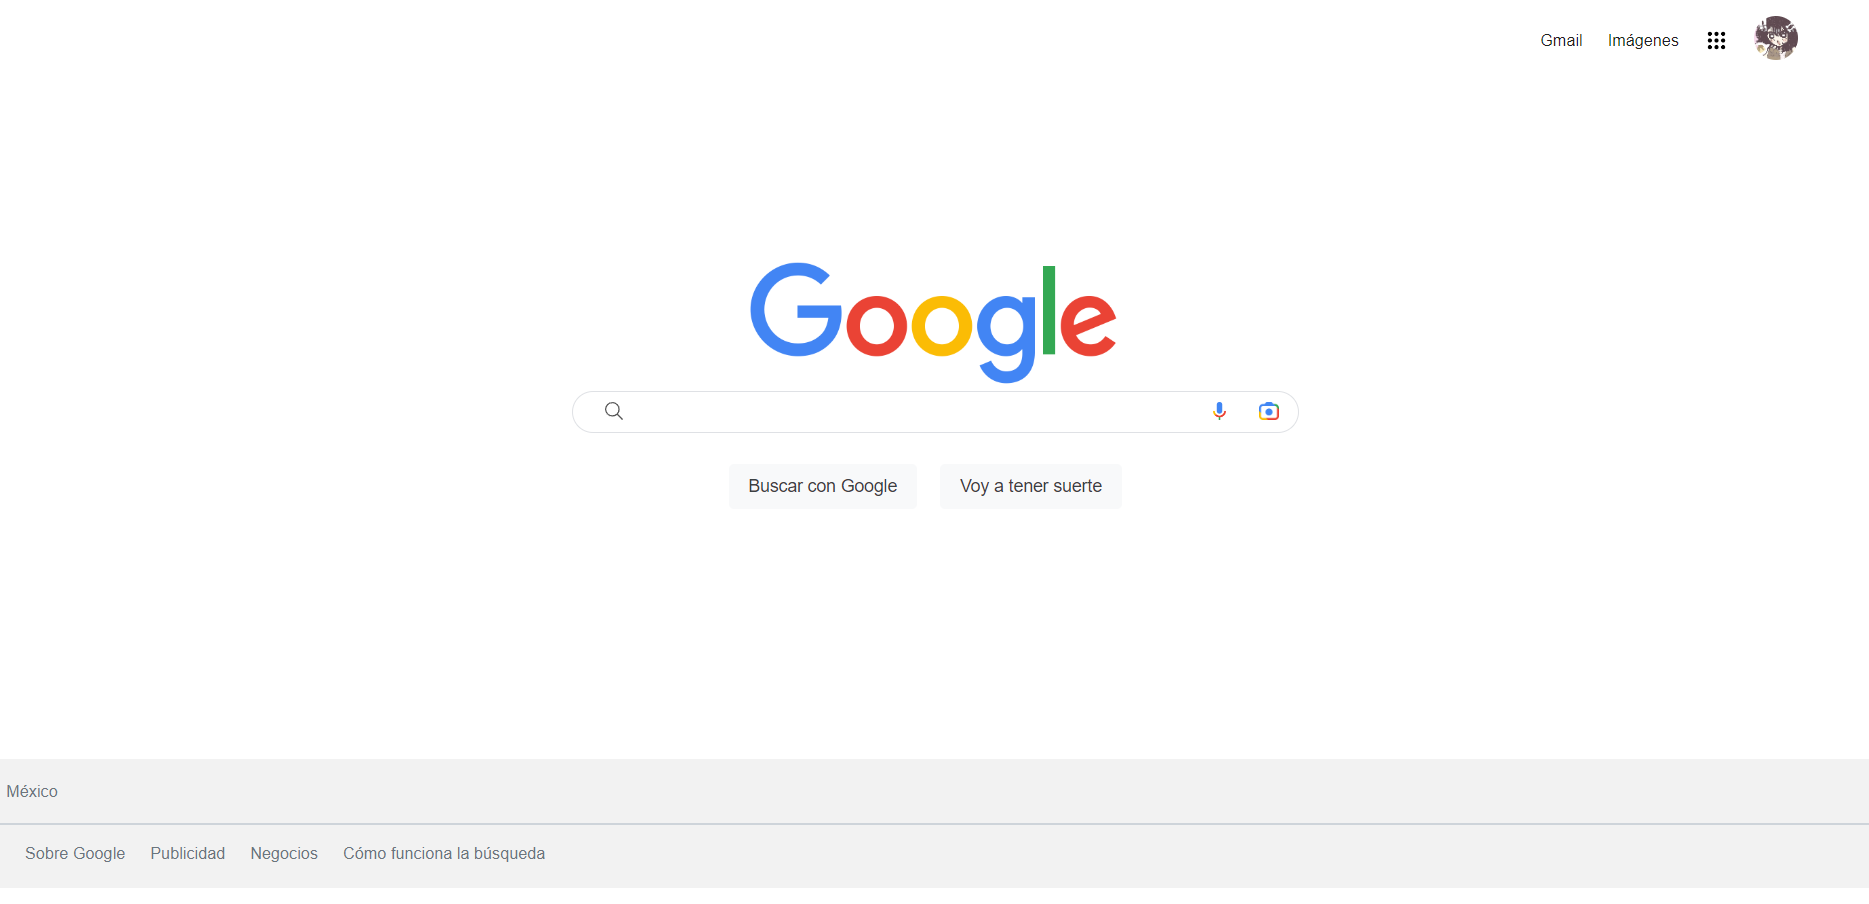 Gmail Imágenes
Google
Buscar con Google Voy a tener suerte
México
Sobre Google Publicidad Negocios Cómo funciona la búsqueda